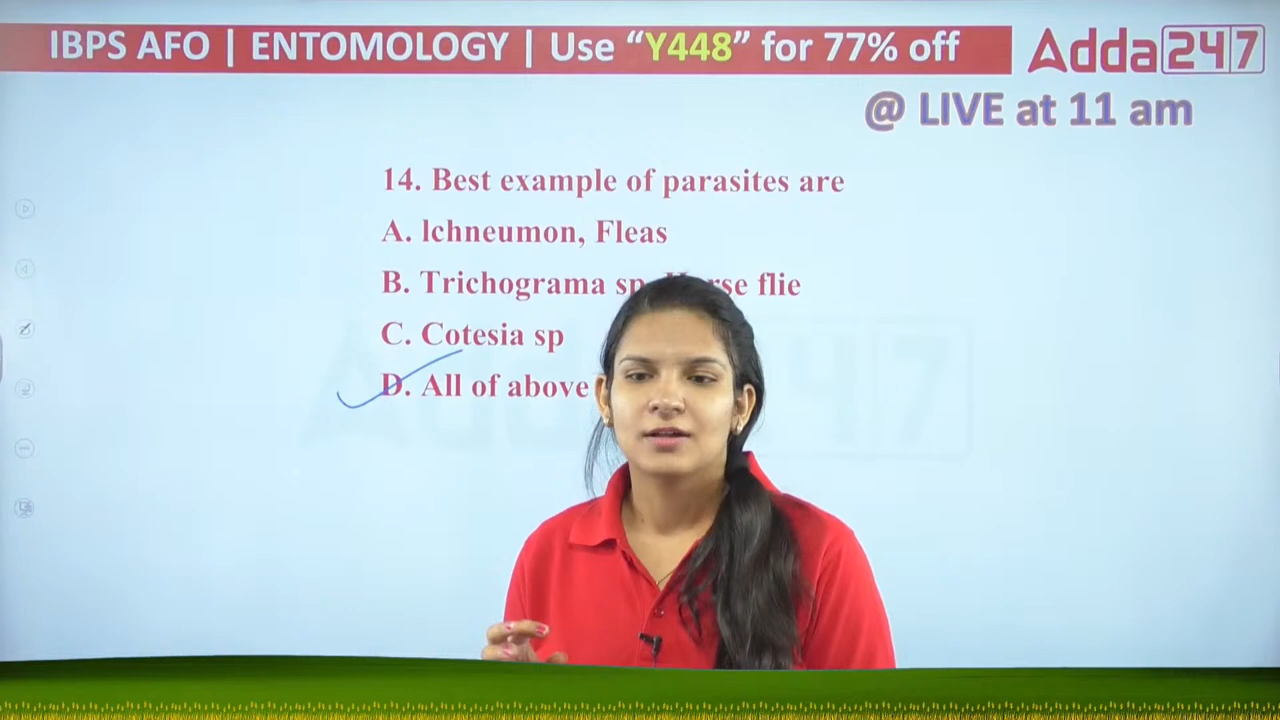 IBPS AFO | ENTOMOLOGY | Use “Y448” for 77% off
Adda247
@ LIVE at 11 am
14. Best example of parasites are
A. lchneumon, Fleas
B. Trichograma sp flie
C. Cotesia sp
D. All of above